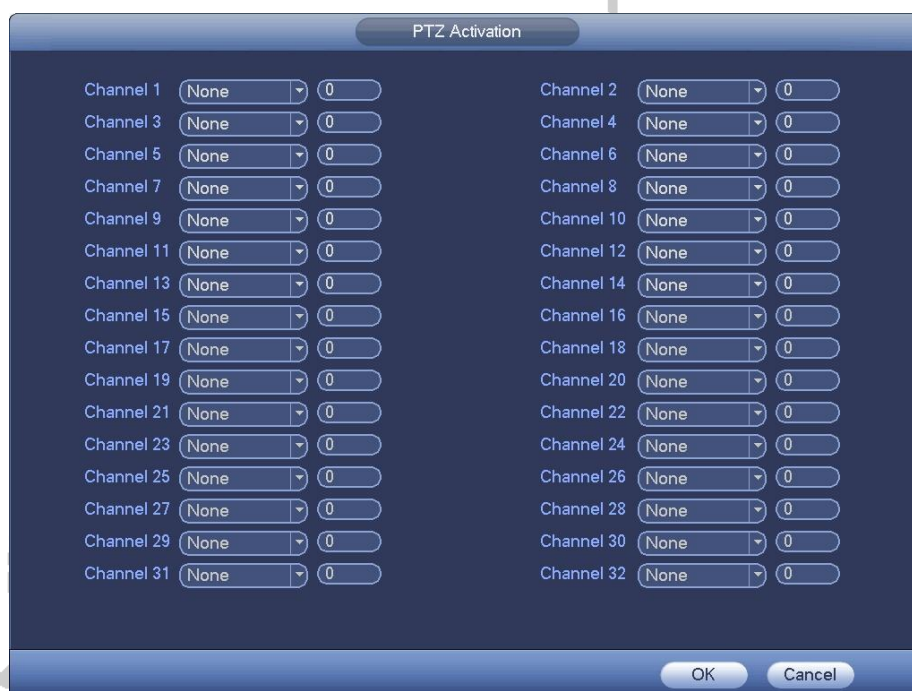 PTZ Activation
Channel 1 None 0 Channel 2 None 0
Channel 3 None 0 Channel 4 None 0
Channel 5 None 0 Channel 6 None 0
Channel 7 None 0 Channel 8 None 0
Channel 9 None 0 Channel 10 None 0
Channel 11 None 0 Channel 12 None 0
Channel 13 None 0 Channel 14 None 0
Channel 15 None 0 Channel 16 None 0
Channel 17 None 0 Channel 18 None 0
Channel 19 None 0 Channel 20 None 0
Channel 21 None 0 Channel 22 None 0
Channel 23 None 0 Channel 24 None 0
Channel 25 None 0 Channel 26 None 0
Channel 27 None 0 Channel 28 None 0
Channel 29 None 0 Channel 30 None 0
Channel 31 None 0 Channel 32 None 0
OK Cancel